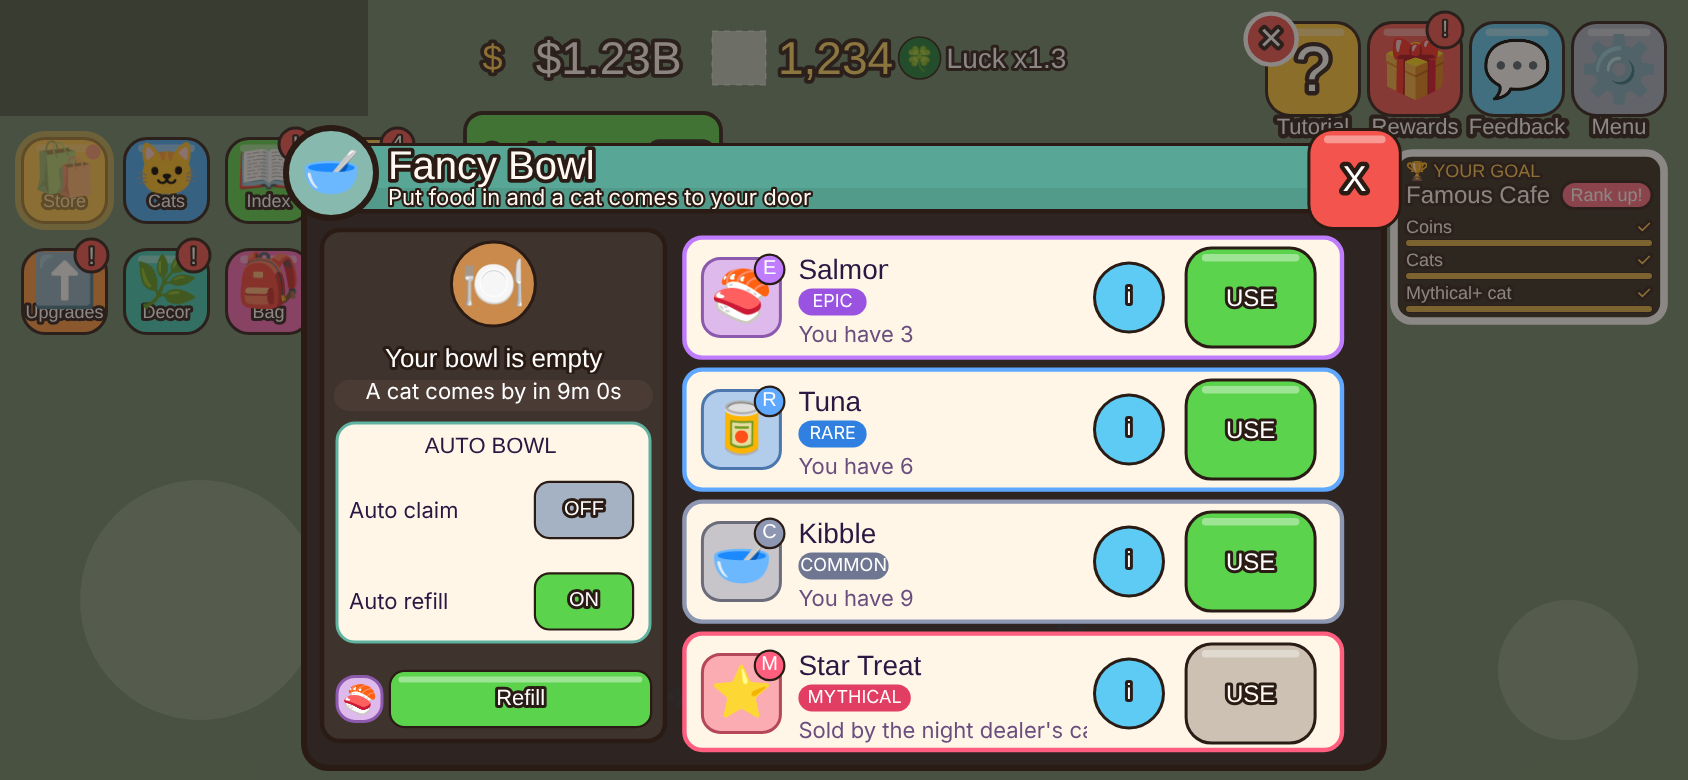 $ $1.23B 1,234 Luck x1.3
?
!
Tutorial
Rewards
Feedback
Menu
Store
Cats
Index
!
Upgrades
!
Decor
Bag
Fancy Bowl
Put food in and a cat comes to your door
X
YOUR GOAL
Famous Cafe
Rank up!
Coins
Cats
Mythical+ cat
Your bowl is empty
A cat comes by in 9m 0s
AUTO BOWL
Auto claim
OFF
Auto refill
ON
Refill
E
Salmon
EPIC
You have 3
i
USE
R
Tuna
RARE
You have 6
i
USE
C
Kibble
COMMON
You have 9
i
USE
M
Star Treat
MYTHICAL
Sold by the night dealer's
i
USE